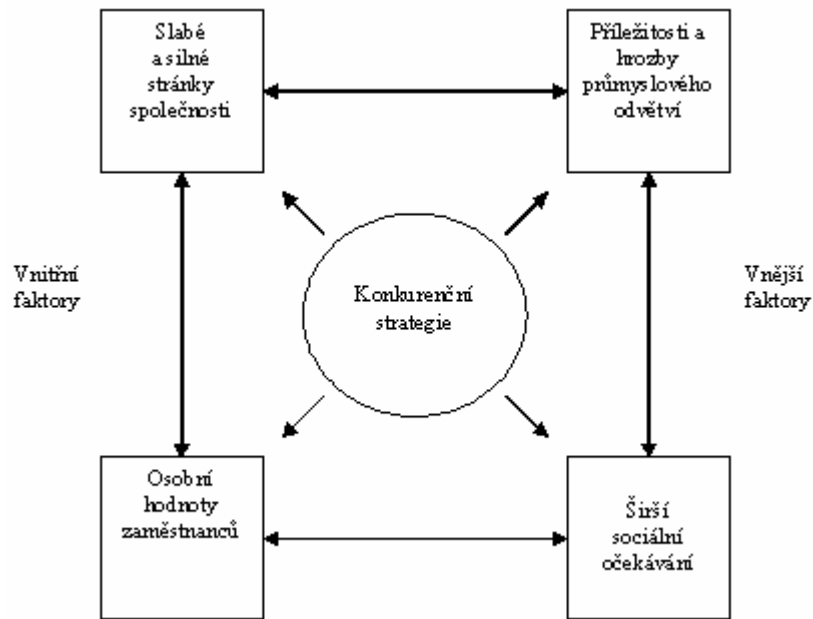 Slabé
a silné
stránky
společnosti
Příležitosti a
hrozby
průmyslového
odvětví
Vnitřní
faktory
Konkurenční
strategie
Vnější
faktory
Osobní
hodnoty
zaměstnanců
Širší
sociální
očekávání